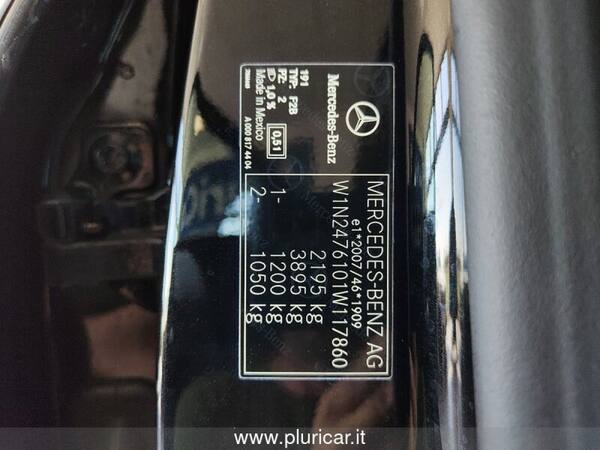 MERCEDES-BENZ AG
e1*2007/46*1909
W1N2476101W117860
2195 kg
3895 kg
1- 1200 kg
2- 1050 kg
Mercedes-Benz
191
TYP: F2B
F2: 2
1,0 %
0,51
Made in Mexico
A 000 817 44 04
www.pluricar.it